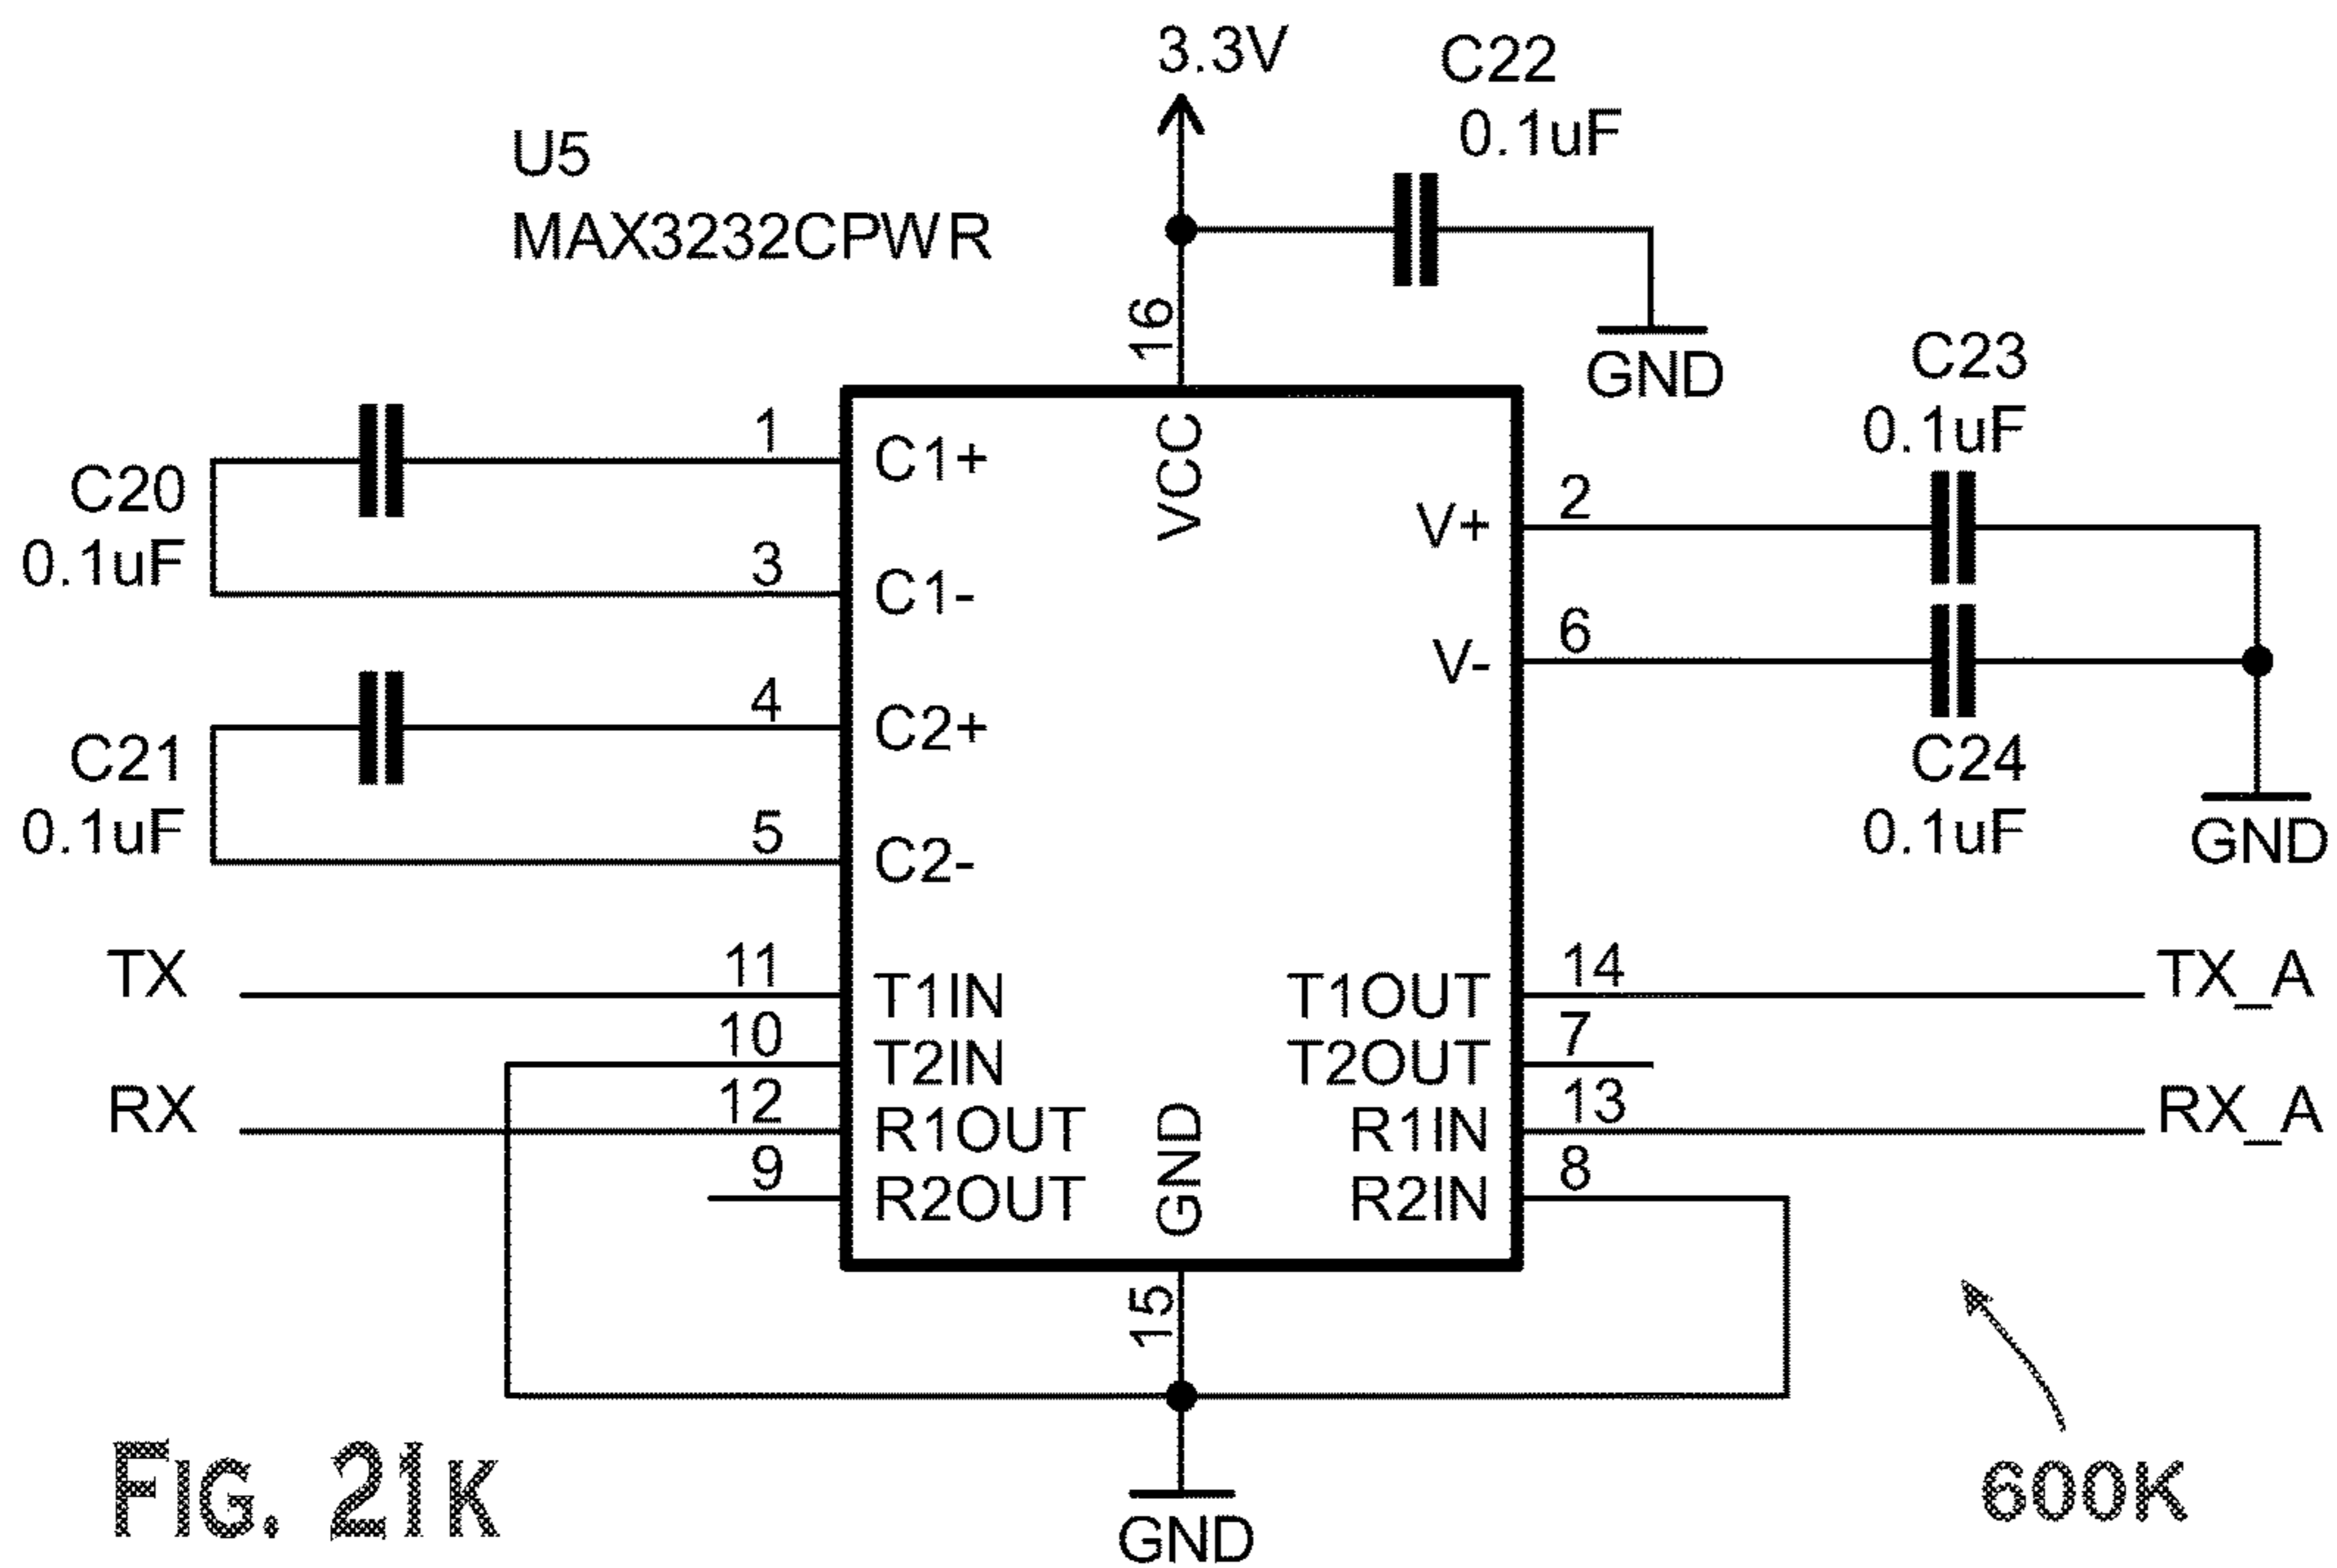 3.3V
C22
0.1uF
U5
MAX3232CPWR
16
GND
C23
0.1uF
C20
0.1uF
1
C1+
VCC
3
C1-
2
V+
6
V-
C21
0.1uF
4
C2+
5
C2-
C24
0.1uF
GND
TX
11
T1IN
T1OUT
14
TX_A
10
T2IN
T2OUT
7
RX
12
R1OUT
R1IN
13
RX_A
9
R2OUT
GND
R2IN
8
15
GND
FIG. 21K
600K